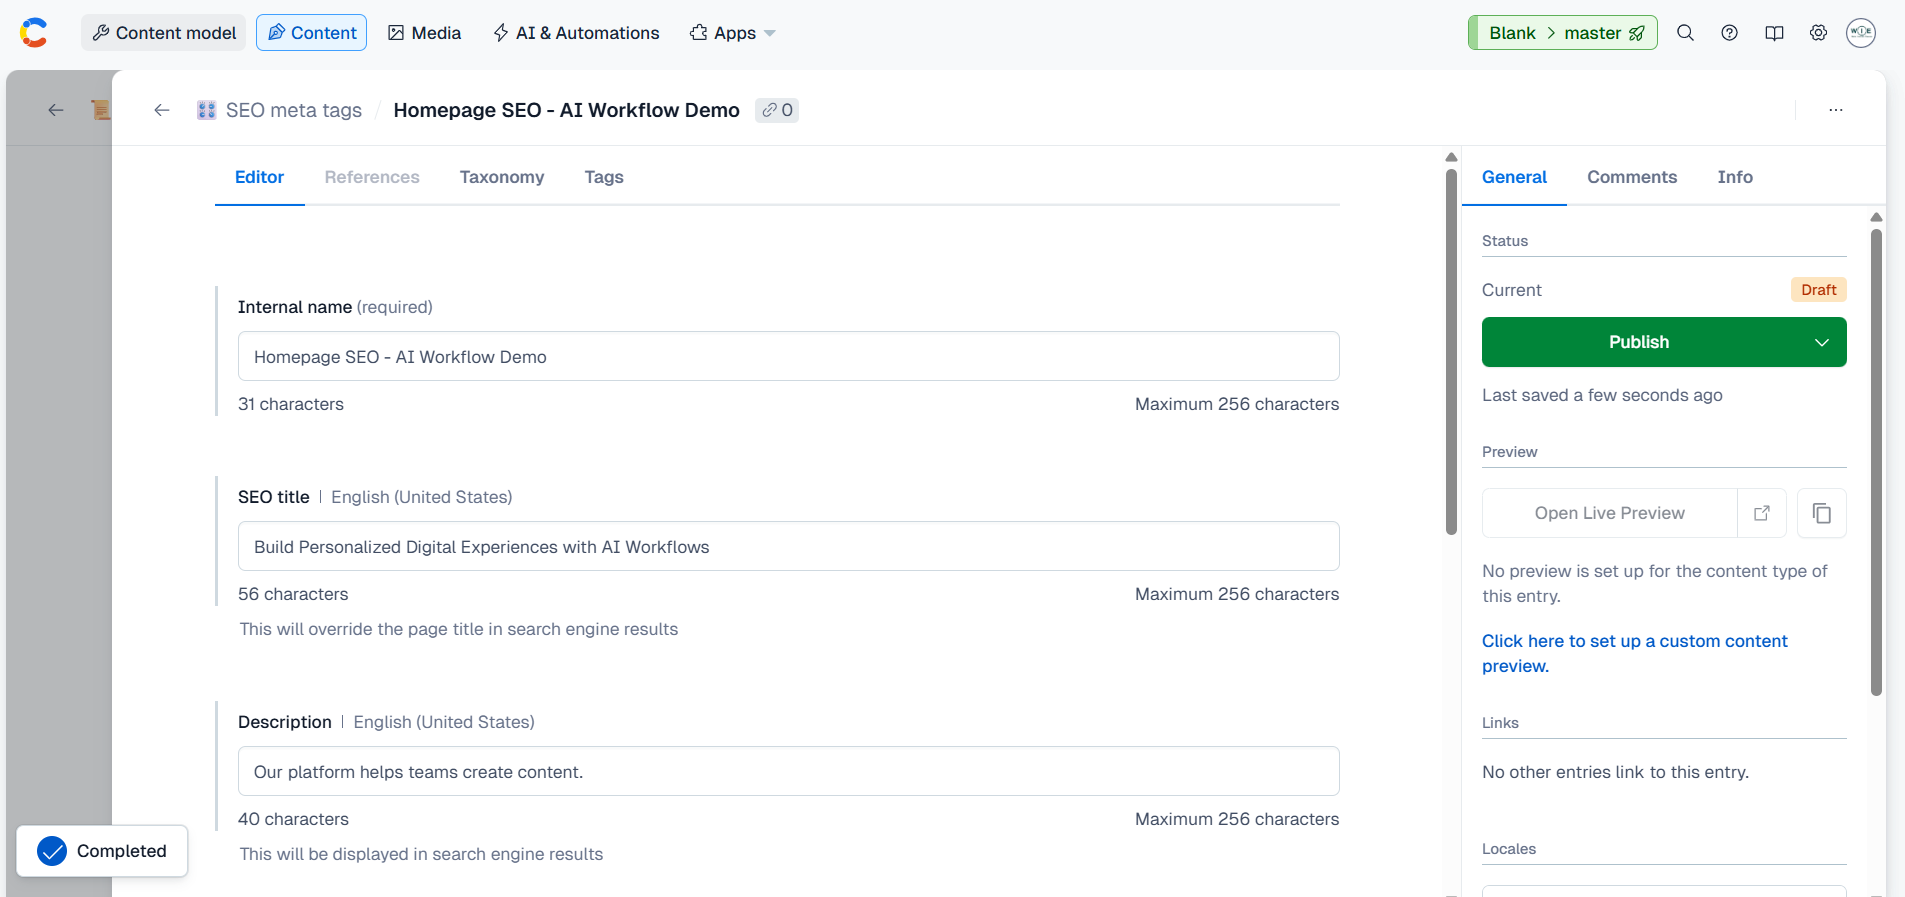 Content model
Content
Media
AI & Automations
Apps
Blank > master
WIE
SEO meta tags / Homepage SEO - AI Workflow Demo
0
Editor
References
Taxonomy
Tags
General
Comments
Info
Internal name (required)
Homepage SEO - AI Workflow Demo
31 characters
Maximum 256 characters
SEO title | English (United States)
Build Personalized Digital Experiences with AI Workflows
56 characters
Maximum 256 characters
This will override the page title in search engine results
Description | English (United States)
Our platform helps teams create content.
40 characters
Maximum 256 characters
This will be displayed in search engine results
Completed
Status
Current
Draft
Publish
Last saved a few seconds ago
Preview
Open Live Preview
No preview is set up for the content type of
this entry.
Click here to set up a custom content
preview.
Links
No other entries link to this entry.
Locales